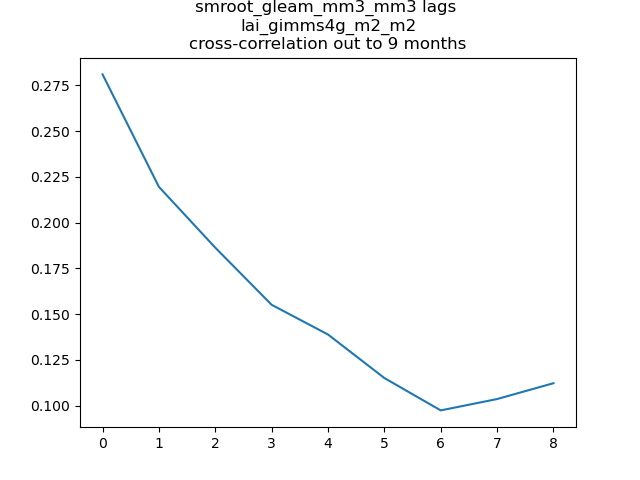 smroot_gleam_mm3_mm3 lags
lai_gimms4g_m2_m2
cross-correlation out to 9 months
0.275
0.250
0.225
0.200
0.175
0.150
0.125
0.100
0 1 2 3 4 5 6 7 8